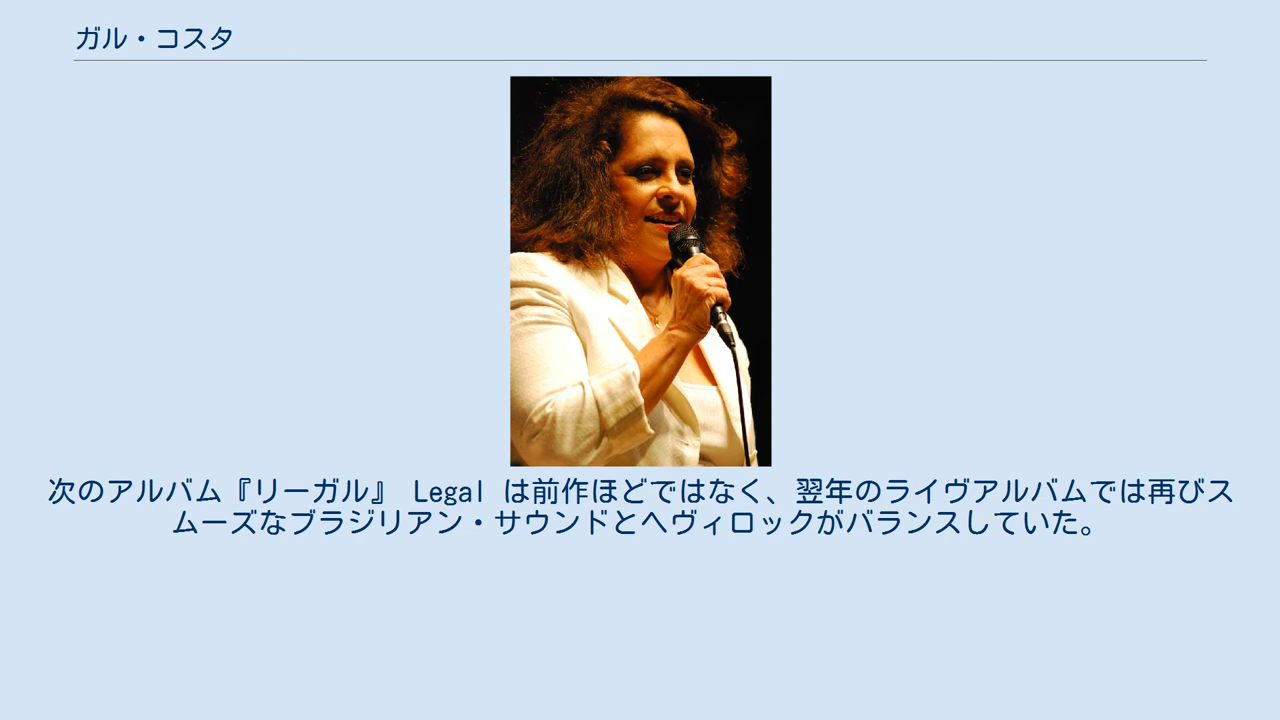 ガル・コスタ
次のアルバム『リーガル』 Legal は前作ほどではなく、翌年のライヴアルバムでは再びス
ムーズなブラジリアン・サウンドとヘヴィロックがバランスしていた。